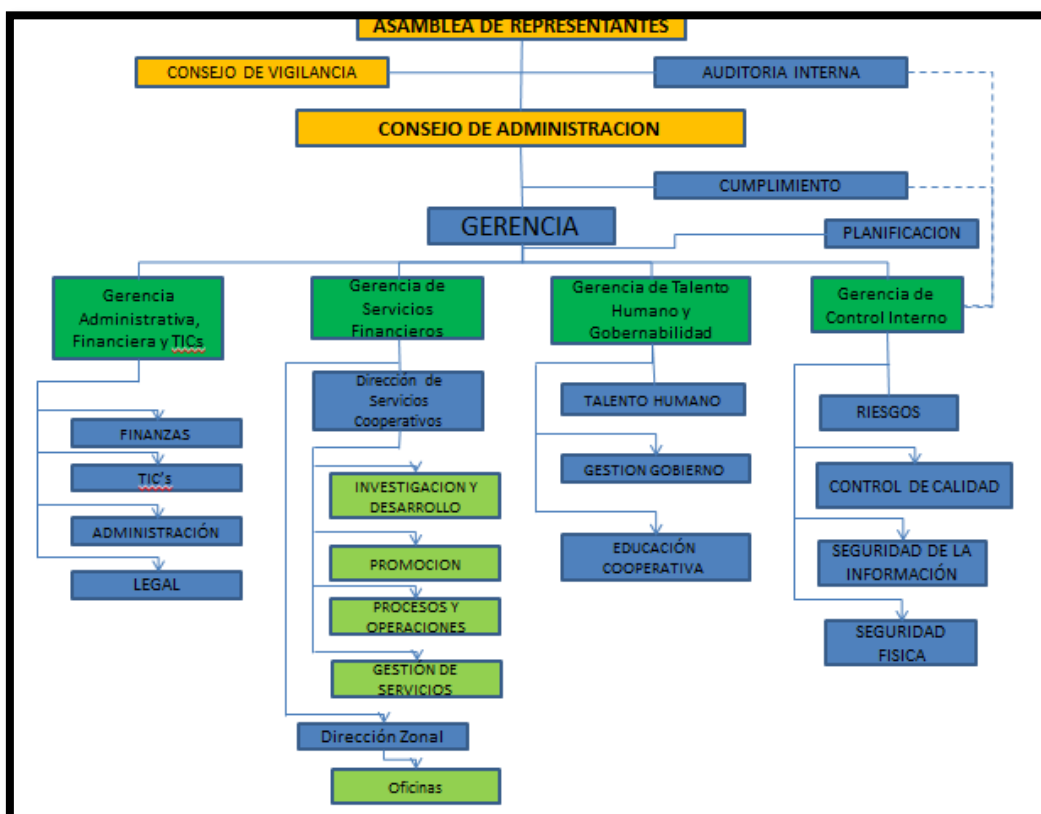 ASAMBLEA DE REPRESENTANTES
CONSEJO DE VIGILANCIA
AUDITORIA INTERNA
CONSEJO DE ADMINISTRACION
CUMPLIMIENTO
GERENCIA
PLANIFICACION
Gerencia
Administrativa,
Financiera y TICs
FINANZAS
TIC's
ADMINISTRACIÓN
LEGAL
Gerencia de
Servicios
Financieros
Dirección de
Servicios
Cooperativos
INVESTIGACION Y
DESARROLLO
PROMOCION
PROCESOS Y
OPERACIONES
GESTIÓN DE
SERVICIOS
Dirección Zonal
Oficinas
Gerencia de Talento
Humano y
Gobernabilidad
TALENTO HUMANO
GESTION GOBIERNO
EDUCACIÓN
COOPERATIVA
Gerencia de
Control Interno
RIESGOS
CONTROL DE CALIDAD
SEGURIDAD DE LA
INFORMACIÓN
SEGURIDAD
FISICA